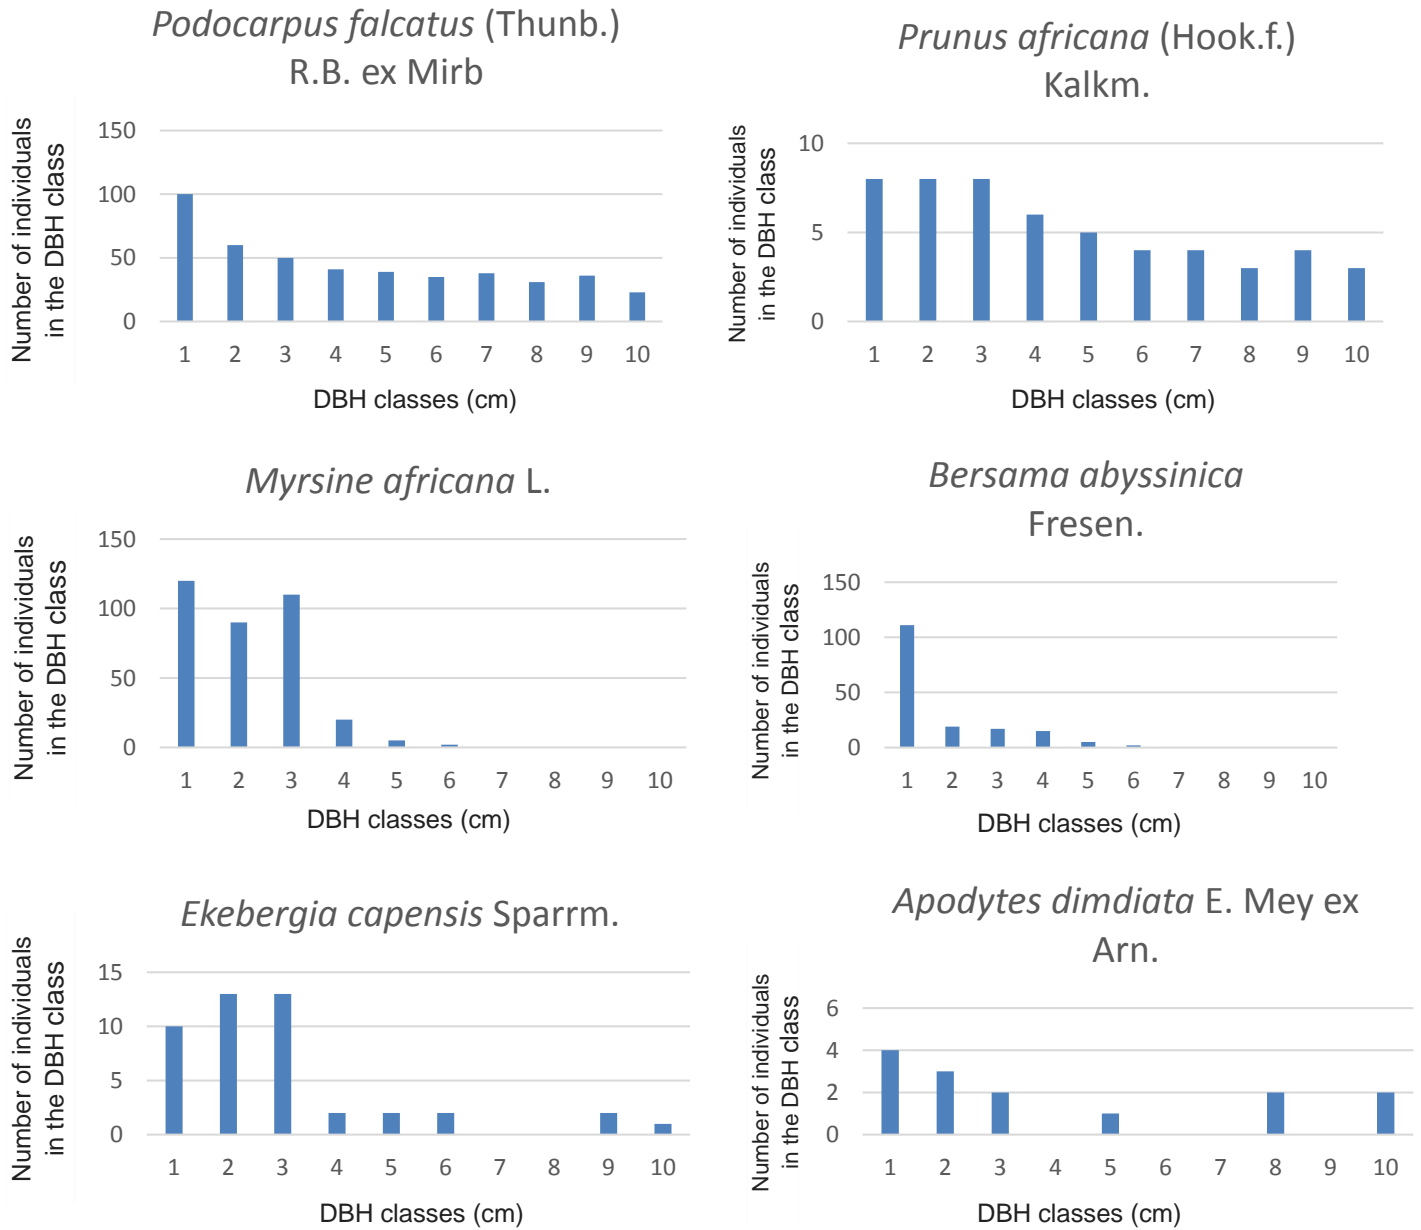 Podocarpus falcatus (Thunb.)
R.B. ex Mirb
Number of individuals
in the DBH class
150
100
50
0
1 2 3 4 5 6 7 8 9 10
DBH classes (cm)
Prunus africana (Hook.f.)
Kalkm.
Number of individuals
in the DBH class
10
5
0
1 2 3 4 5 6 7 8 9 10
DBH classes (cm)
Myrsine africana L.
Number of individuals
in the DBH class
150
100
50
0
1 2 3 4 5 6 7 8 9 10
DBH classes (cm)
Bersama abyssinica
Fresen.
Number of individuals
in the DBH class
150
100
50
0
1 2 3 4 5 6 7 8 9 10
DBH classes (cm)
Ekebergia capensis Sparrm.
Number of individuals
in the DBH class
15
10
5
0
1 2 3 4 5 6 7 8 9 10
DBH classes (cm)
Apodytes dimdiata E. Mey ex
Arn.
Number of individuals
in the DBH class
6
4
2
0
1 2 3 4 5 6 7 8 9 10
DBH classes (cm)